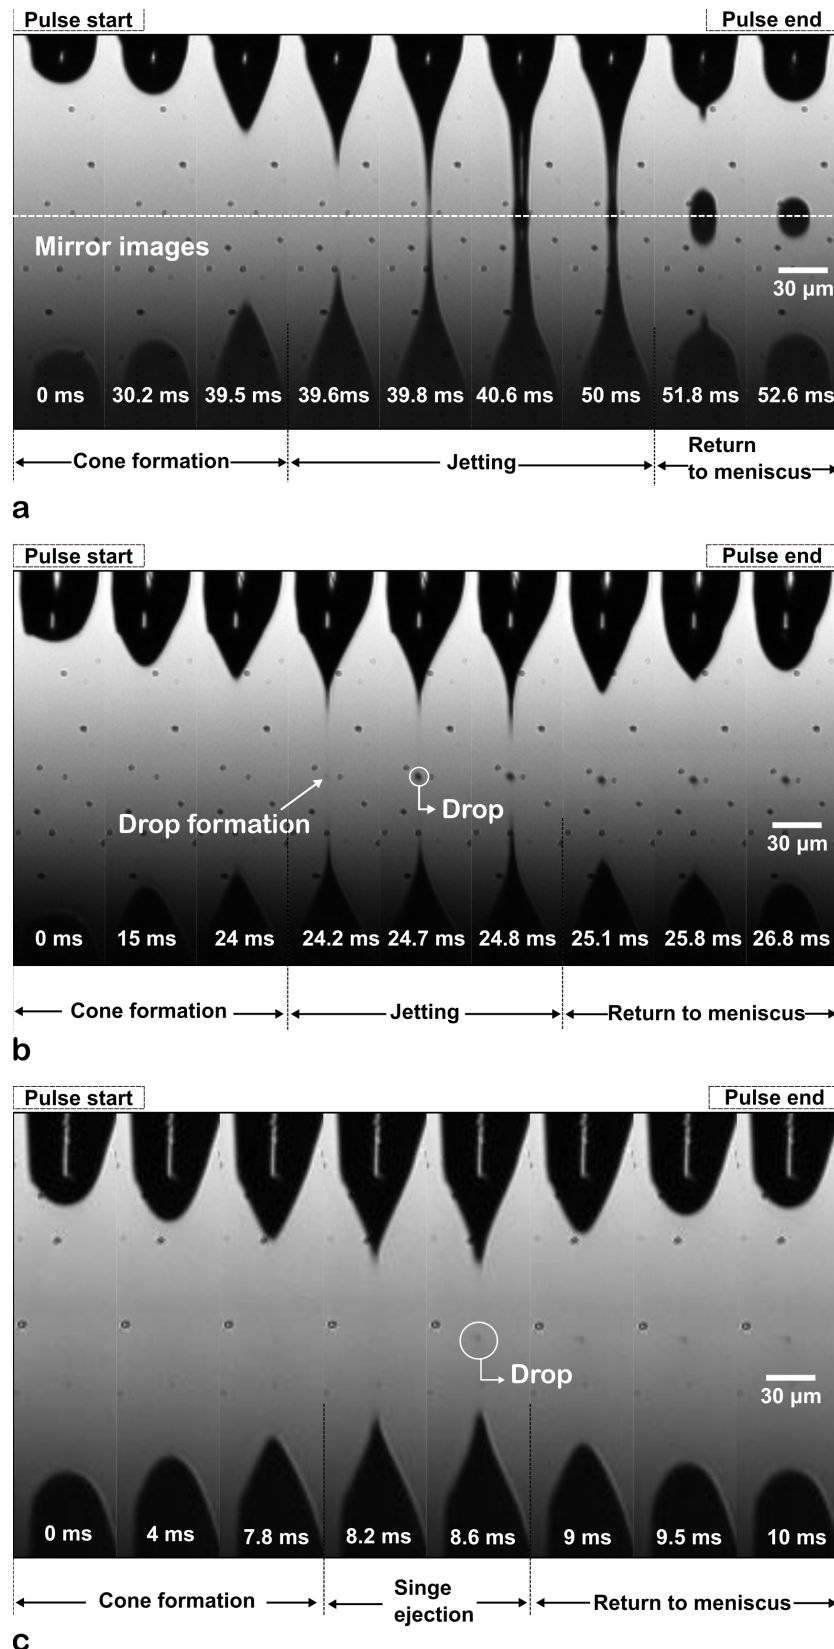 Pulse start
Pulse end
Mirror images
30 µm
0 ms
30.2 ms
39.5 ms
39.6ms
39.8 ms
40.6 ms
50 ms
51.8 ms
52.6 ms
Cone formation
Jetting
Return
to meniscus
a
Pulse start
Pulse end
Drop formation
Drop
30 µm
0 ms
15 ms
24 ms
24.2 ms
24.7 ms
24.8 ms
25.1 ms
25.8 ms
26.8 ms
Cone formation
Jetting
Return to meniscus
b
Pulse start
Pulse end
Drop
30 µm
0 ms
4 ms
7.8 ms
8.2 ms
8.6 ms
9 ms
9.5 ms
10 ms
Cone formation
Singe
ejection
Return to meniscus
c